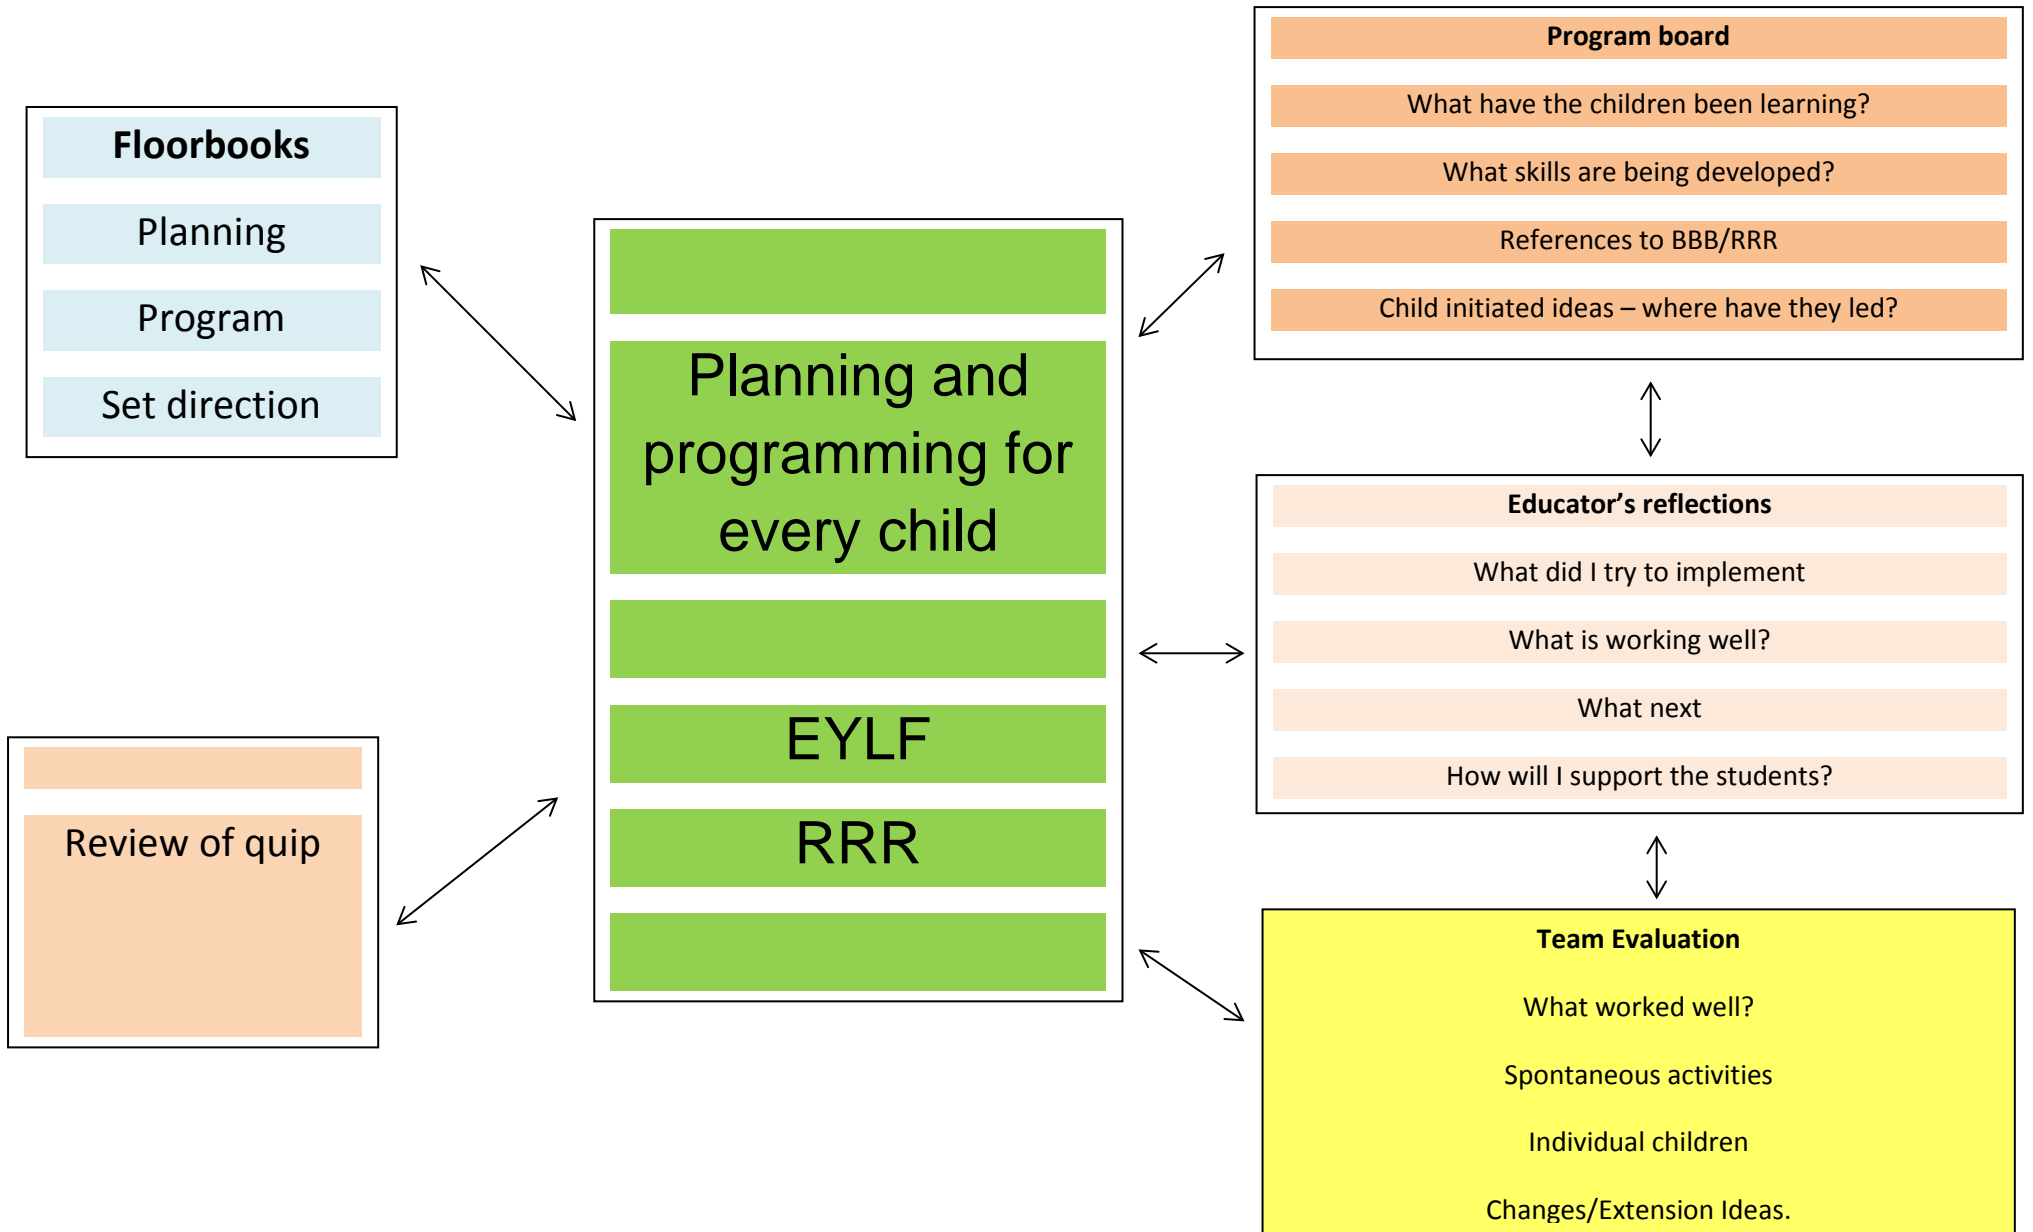 Floorbooks
Planning
Program
Set direction
Review of quip
Planning and
programming for
every child
EYLF
RRR
Program board
What have the children been learning?
What skills are being developed?
References to BBB/RRR
Child initiated ideas – where have they led?
Educator’s reflections
What did I try to implement
What is working well?
What next
How will I support the students?
Team Evaluation
What worked well?
Spontaneous activities
Individual children
Changes/Extension Ideas.